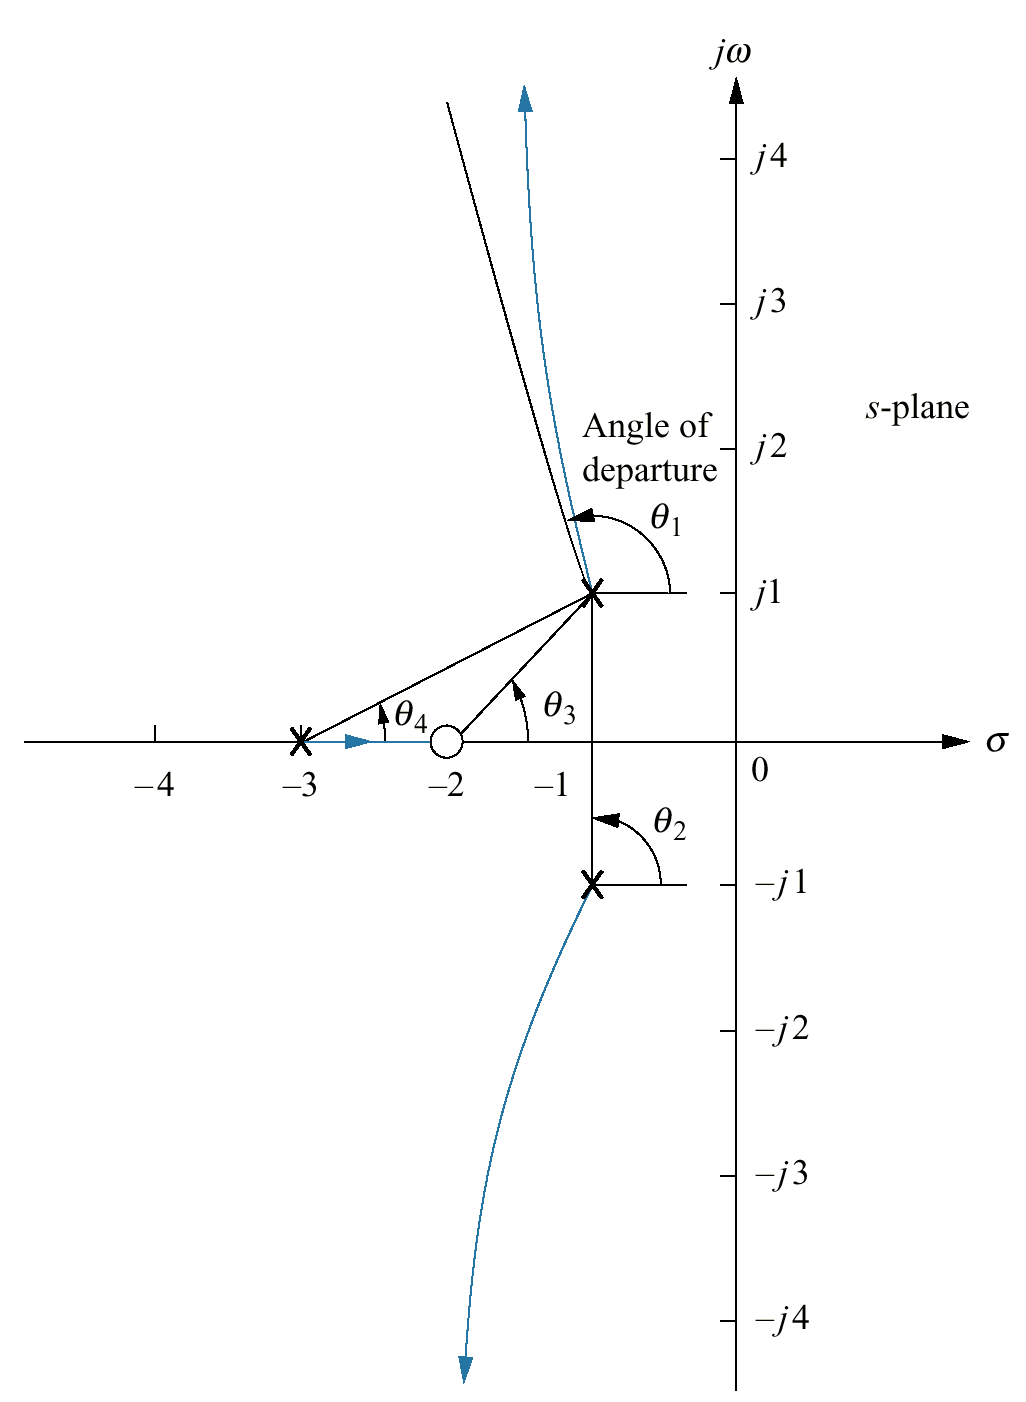 jω
j4
j3
s-plane
Angle of
departure
j2
θ1
j1
θ4
θ3
σ
−4
−3
−2
−1
0
θ2
−j1
−j2
−j3
−j4